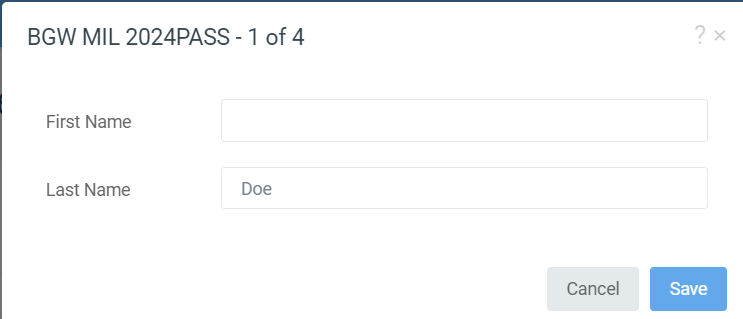 BGW MIL 2024PASS - 1 of 4 ? ×
First Name
Last Name Doe
Cancel Save